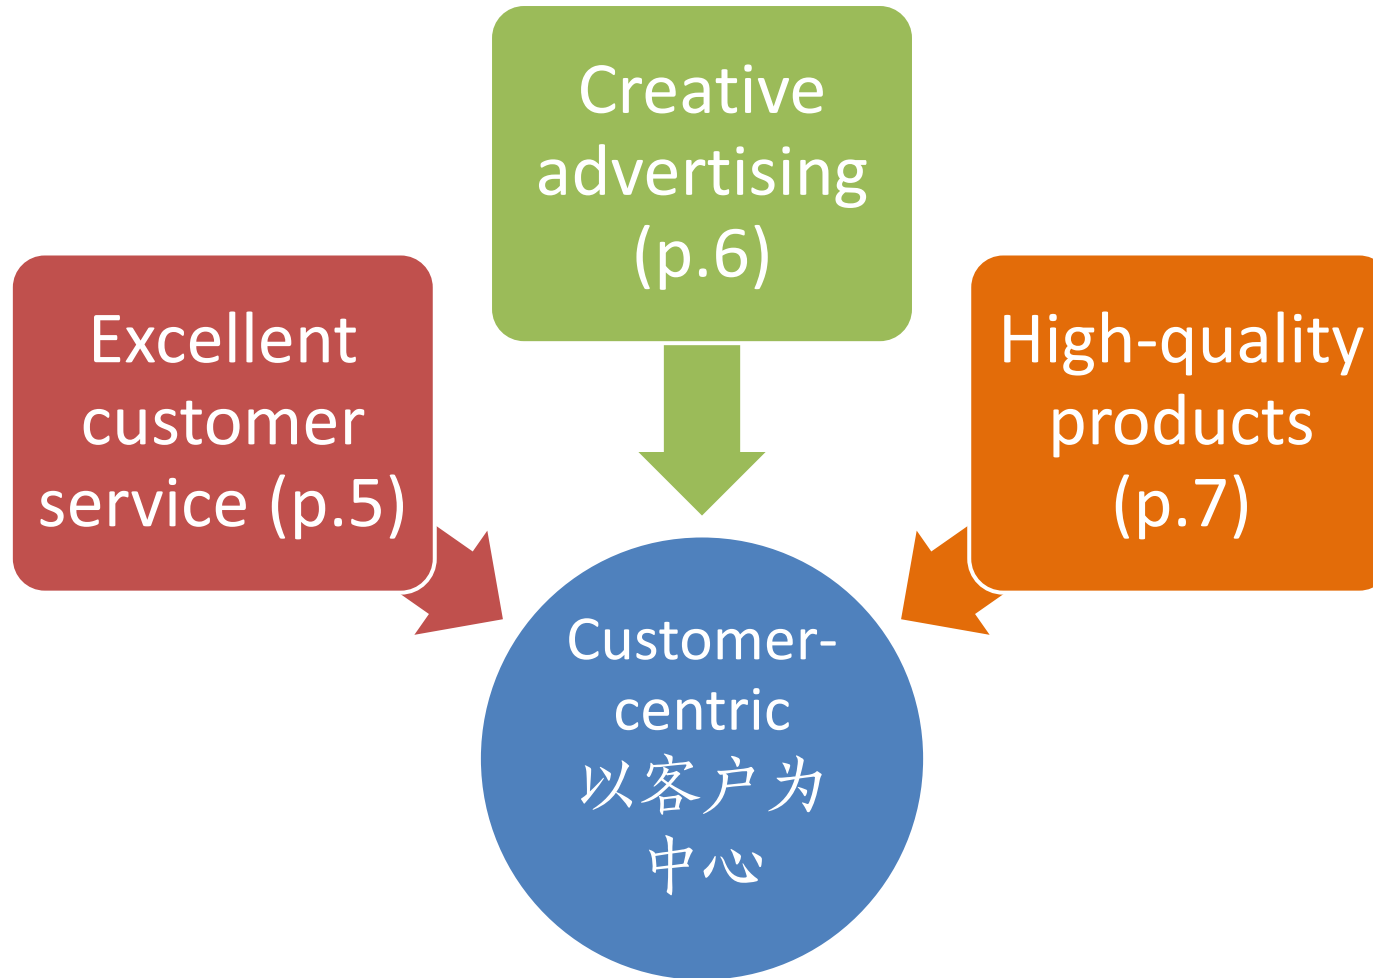 Creative
advertising
(p.6)
Excellent
customer
service (p.5)
High-quality
products
(p.7)
Customer-
centric
以客户为
中心